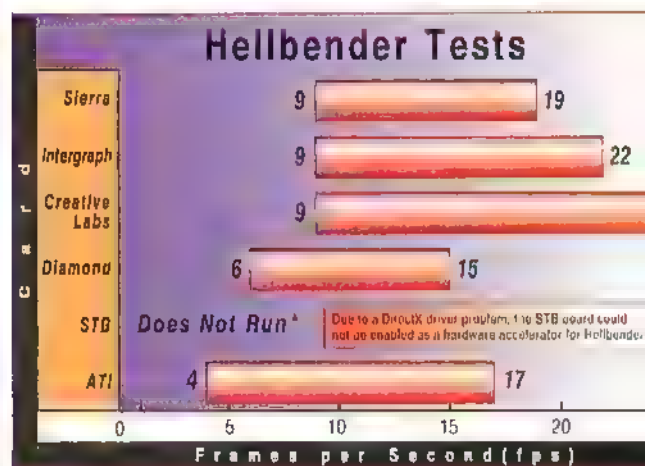 Hellbender Tests
Card
Sierra 9 19
Intergraph 9 22
Creative
Labs 9
Diamond 6 15
STB Does Not Run* Due to a DirectX driver problem, the STB board could
not be enabled as a hardware accelerator for Hellbender.
ATI 4 17
0 5 10 15 20
Frames per Second(fps)